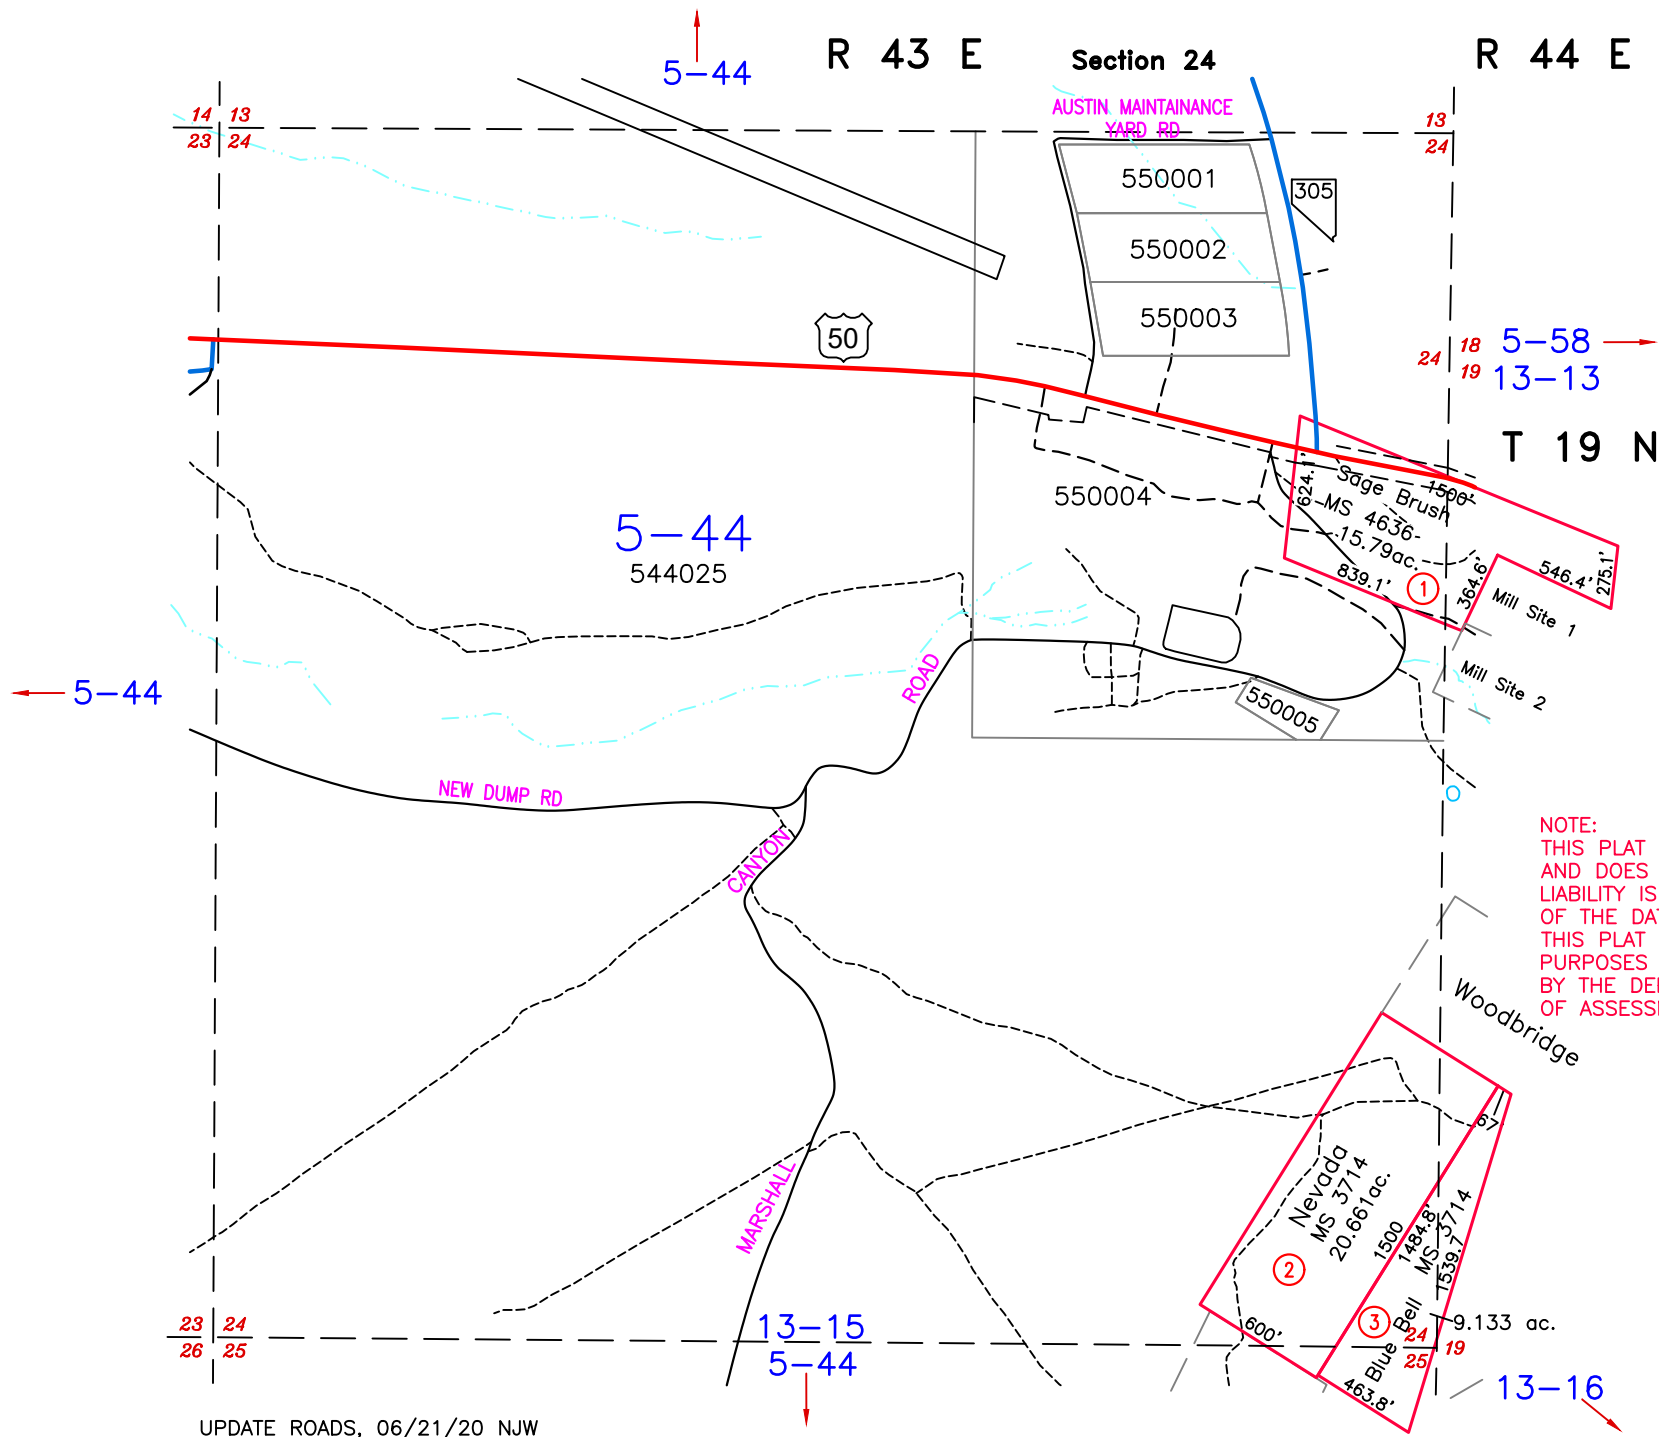 R 43 E
Section 24
R 44 E
5-44
AUSTIN MAINTAINANCE
YARD RD
14 13
23 24
13
24
550001
305
550002
550003
50
18
24
19
5-58
13-13
T 19 N
Sage Brush
MS 4636-
15.79ac.
1500'
624.1'
839.1'
364.6'
546.4'
275.1'
1
550004
5-44
544025
Mill Site 1
Mill Site 2
ROAD
5-44
550005
NEW DUMP RD
CANYON
NOTE:
THIS PLAT
AND DOES
LIABILITY IS
OF THE DA
THIS PLAT
PURPOSES
BY THE DE
OF ASSESS
Woodbridge
67
Nevada
MS 3714
20.661ac.
1500
1484.8'
MS 3714
1539.7
2
MARSHALL
3
Blue Bell
9.133 ac.
600'
463.8'
23 24
26 25
13-15
5-44
24
25 19
13-16
UPDATE ROADS, 06/21/20 NJW